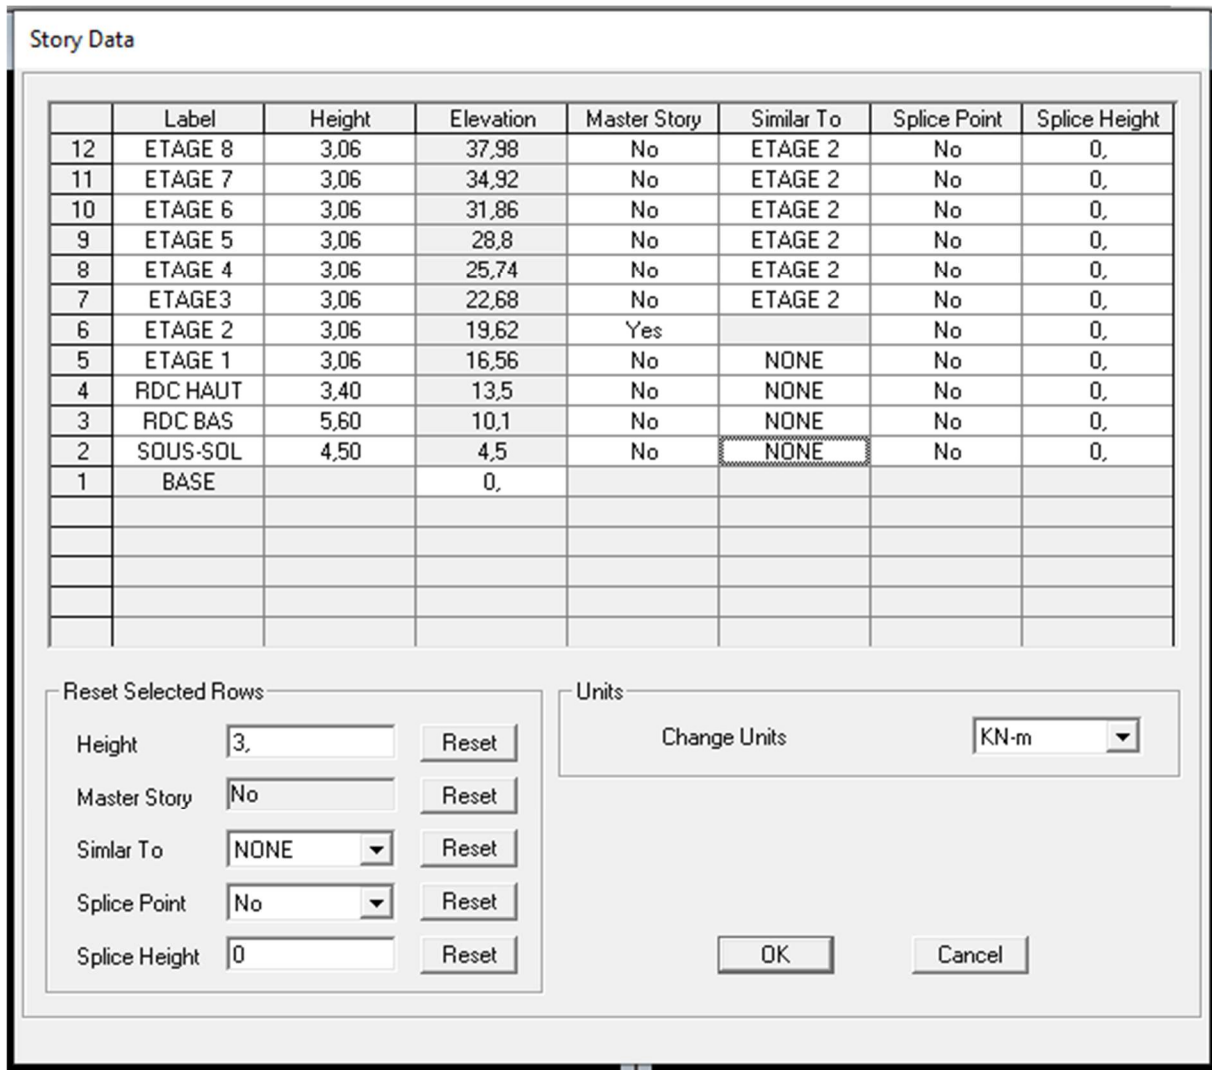 Story Data
Label Height Elevation Master Story Similar To Splice Point Splice Height
12 ETAGE 8 3,06 37,98 No ETAGE 2 No 0,
11 ETAGE 7 3,06 34,92 No ETAGE 2 No 0,
10 ETAGE 6 3,06 31,86 No ETAGE 2 No 0,
9 ETAGE 5 3,06 28,8 No ETAGE 2 No 0,
8 ETAGE 4 3,06 25,74 No ETAGE 2 No 0,
7 ETAGE3 3,06 22,68 No ETAGE 2 No 0,
6 ETAGE 2 3,06 19,62 Yes No 0,
5 ETAGE 1 3,06 16,56 No NONE No 0,
4 RDC HAUT 3,40 13,5 No NONE No 0,
3 RDC BAS 5,60 10,1 No NONE No 0,
2 SOUS-SOL 4,50 4,5 No NONE No 0,
1 BASE 0,
Reset Selected Rows
Height 3, Reset
Master Story No Reset
Simlar To NONE Reset
Splice Point No Reset
Splice Height 0 Reset
Units
Change Units KN-m
OK Cancel